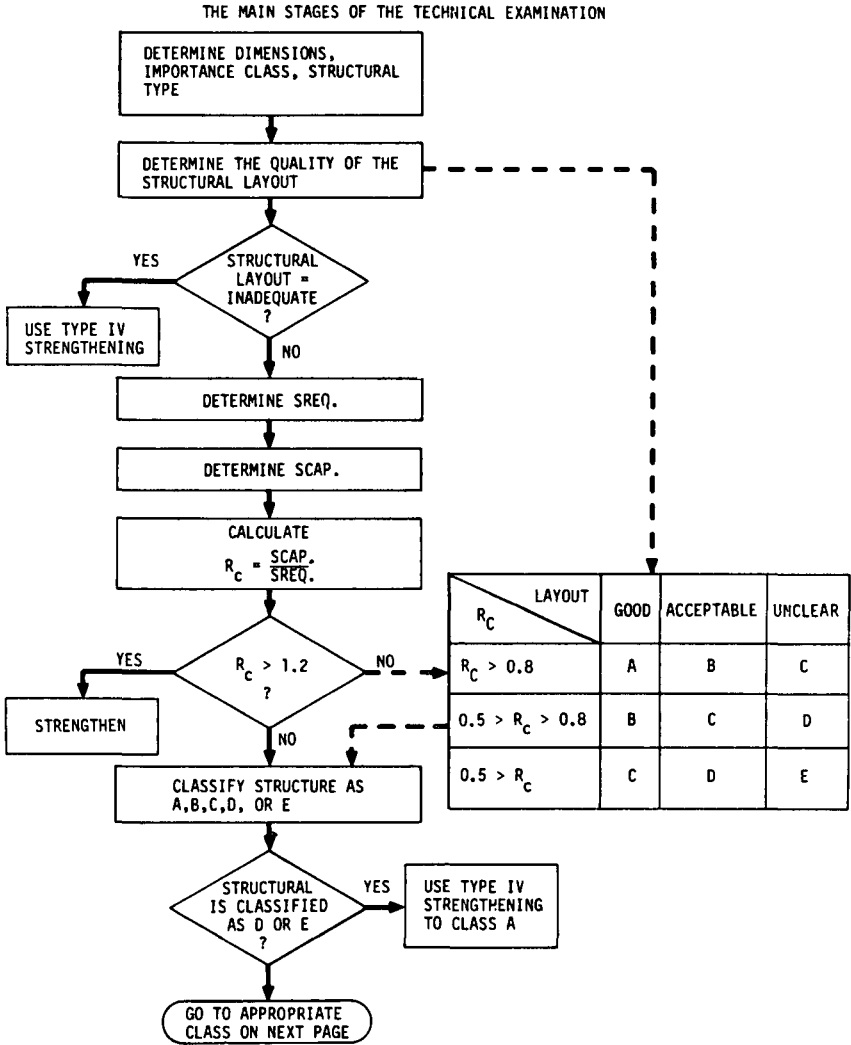 THE MAIN STAGES OF THE TECHNICAL EXAMINATION
DETERMINE DIMENSIONS,
IMPORTANCE CLASS, STRUCTURAL
TYPE
DETERMINE THE QUALITY OF THE
STRUCTURAL LAYOUT
YES
STRUCTURAL
LAYOUT =
INADEQUATE
?
USE TYPE IV
STRENGTHENING
NO
DETERMINE SREQ.
DETERMINE SCAP.
CALCULATE
R_c = SCAP./SREQ.
YES
R_c > 1.2
?
NO
STRENGTHEN
NO
LAYOUT
R_C
GOOD ACCEPTABLE UNCLEAR
R_C > 0.8 A B C
0.5 > R_c > 0.8 B C D
0.5 > R_c C D E
CLASSIFY STRUCTURE AS
A,B,C,D, OR E
STRUCTURAL
IS CLASSIFIED
AS D OR E
?
YES
USE TYPE IV
STRENGTHENING
TO CLASS A
GO TO APPROPRIATE
CLASS ON NEXT PAGE